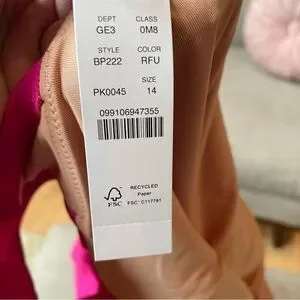 DEPT CLASS
GE3 0M8
STYLE COLOR
BP222 RFU
SIZE
PK0045 14
099106947355
RECYCLED
Paper
FSC FSC® C117791